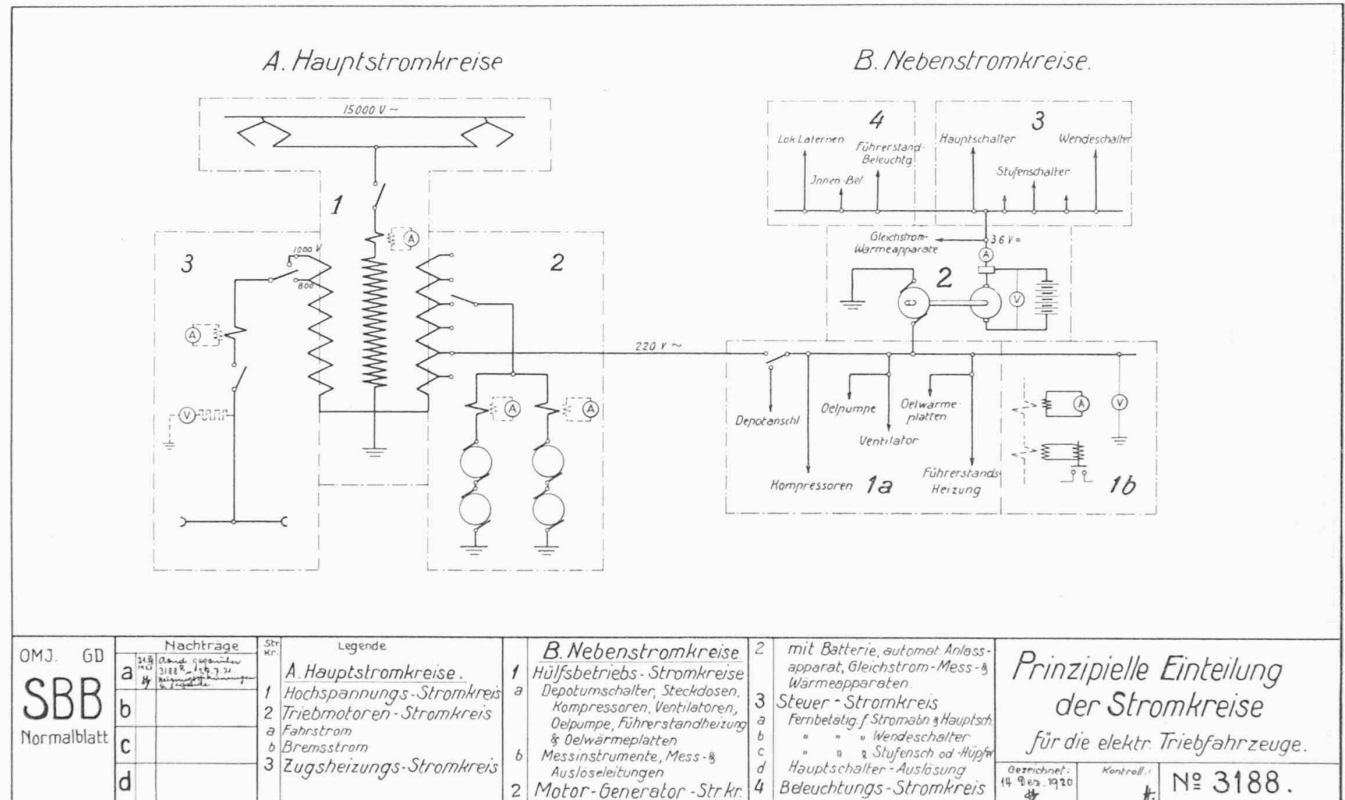 A. Hauptstromkreise
B. Nebenstromkreise.
15000 V ~
1
3
1000 V
800
A
A
V
2
A
A
220 V ~
4
Lok Laternen
Führerstand-
Beleuchtg
Innen-Bel.
3
Hauptschalter
Wendeschalter
Stufenschalter
Gleichstrom-
Wärmeapparate
36 V =
A
2
V
Depotanschl
Oelpumpe
Oelwärme-
platten
Ventilator
Kompressoren
1a
Führerstands-
Heizung
A
V
1b
OMJ. GD
SBB
Normalblatt
Nachträge
a
b
c
d
Str
Kr.
Legende
A. Hauptstromkreise.
1 Hochspannungs-Stromkreis
2 Triebmotoren-Stromkreis
a Fahrstrom
b Bremsstrom
3 Zugsheizungs-Stromkreis
B. Nebenstromkreise
1 Hülfsbetriebs-Stromkreise
a Depotumschalter, Steckdosen,
Kompressoren, Ventilatoren,
Oelpumpe, Führerstandheizung
& Oelwärmeplatten
b Messinstrumente, Mess-&
Ausloseleitungen
2 Motor-Generator-Strkr.
2 mit Batterie, automat. Anlass-
apparat, Gleichstrom-Mess-&
Wärmeapparaten.
3 Steuer-Stromkreis
a Fernbetätig. f Stromabn & Hauptsch.
b " " " Wendeschalter
c " " " Stufensch od-Hüpfer
d Hauptschalter-Auslösung
4 Beleuchtungs-Stromkreis
Prinzipielle Einteilung
der Stromkreise
für die elektr. Triebfahrzeuge.
Gezeichnet:
14. Dez. 1920
Kontroll.:
№ 3188.